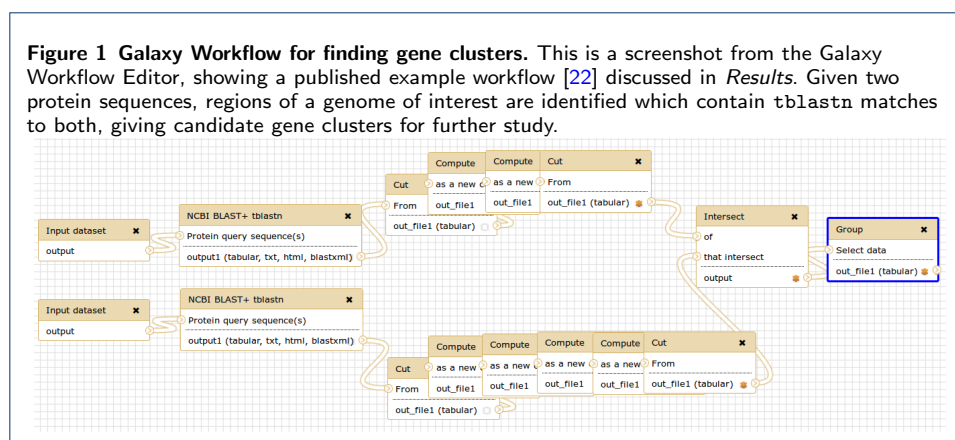 Figure 1 Galaxy Workflow for finding gene clusters. This is a screenshot from the Galaxy
Workflow Editor, showing a published example workflow [22] discussed in Results. Given two
protein sequences, regions of a genome of interest are identified which contain tblastn matches
to both, giving candidate gene clusters for further study.
Compute
Compute
Cut
Cut
as a new
as a new
From
From
out_file1
out_file1
out_file1 (tabular)
out_file1 (tabular)
Input dataset
output
NCBI BLAST+ tblastn
Protein query sequence(s)
output1 (tabular, txt, html, blastxml)
Intersect
of
that intersect
output
Group
Select data
out_file1 (tabular)
Input dataset
output
NCBI BLAST+ tblastn
Protein query sequence(s)
output1 (tabular, txt, html, blastxml)
Cut
From
out_file1 (tabular)
Compute
as a new
out_file1
Compute
as a new
out_file1
Compute
as a new
out_file1
Compute
as a new
out_file1
Cut
From
out_file1 (tabular)